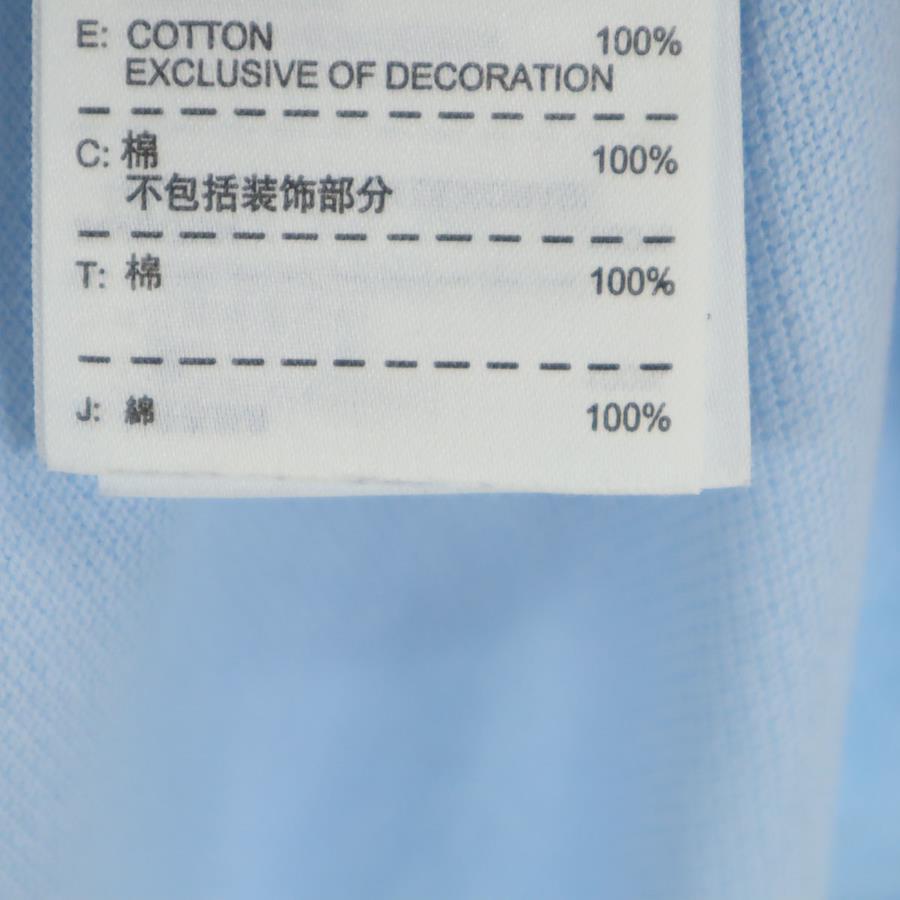 E: COTTON 100%
EXCLUSIVE OF DECORATION
C: 棉 100%
不包括装饰部分
T: 棉 100%
J: 綿 100%